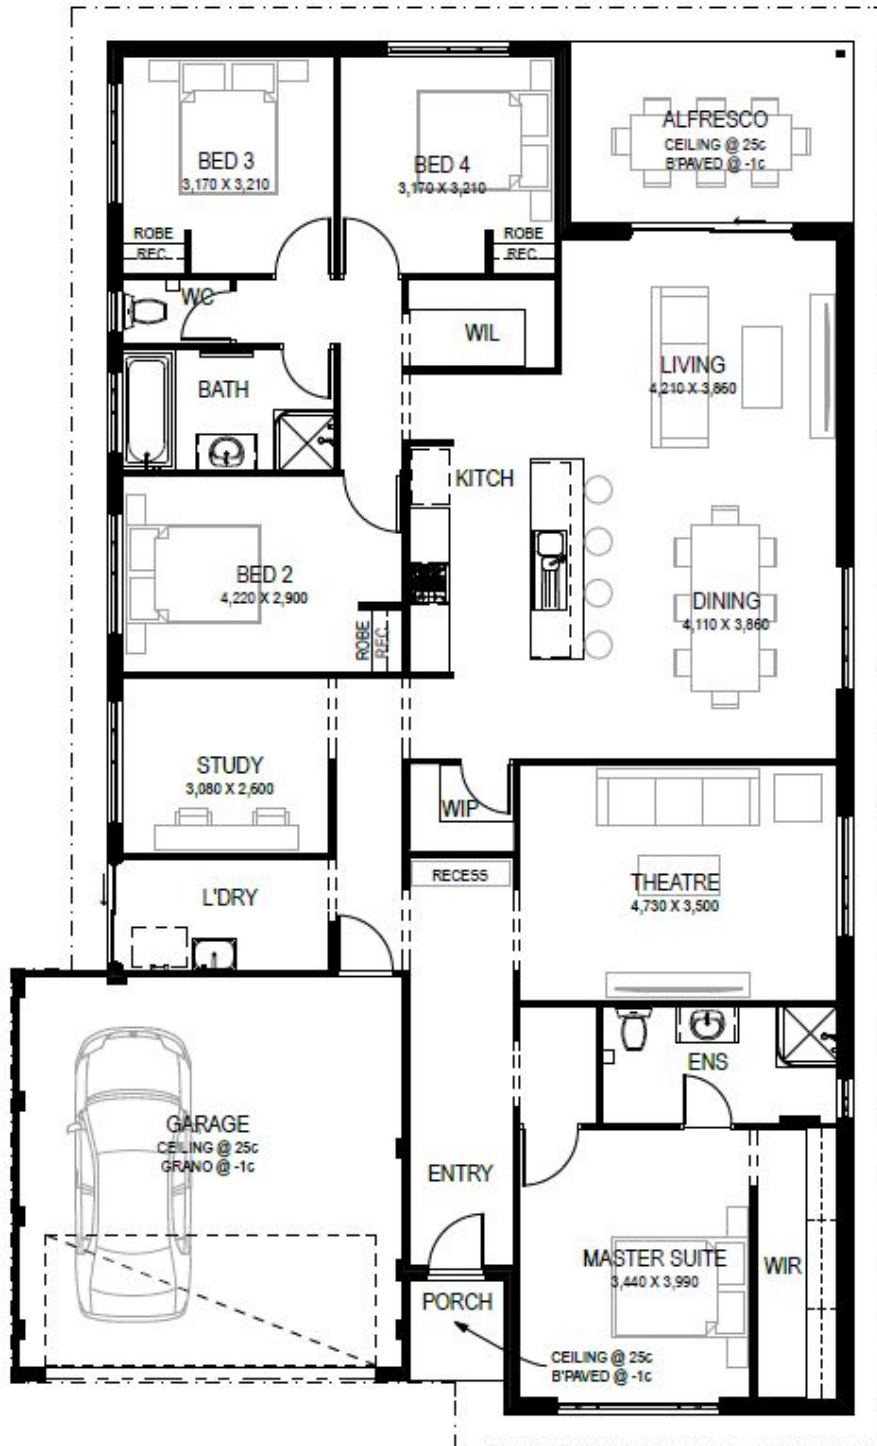 ALFRESCO
CEILING @ 25c
B'PAVED @ -1c
BED 3
3,170 X 3,210
BED 4
3,170 X 3,210
ROBE
REC
ROBE
REC
WC
WIL
BATH
LIVING
4,210 X 3,860
KITCH
BED 2
4,220 X 2,900
ROBE
REC
DINING
4,110 X 3,860
STUDY
3,080 X 2,600
WIP
RECESS
THEATRE
4,730 X 3,500
L'DRY
ENS
GARAGE
CEILING @ 25c
GRANO @ -1c
ENTRY
MASTER SUITE
3,440 X 3,990
WIR
PORCH
CEILING @ 25c
B'PAVED @ -1c